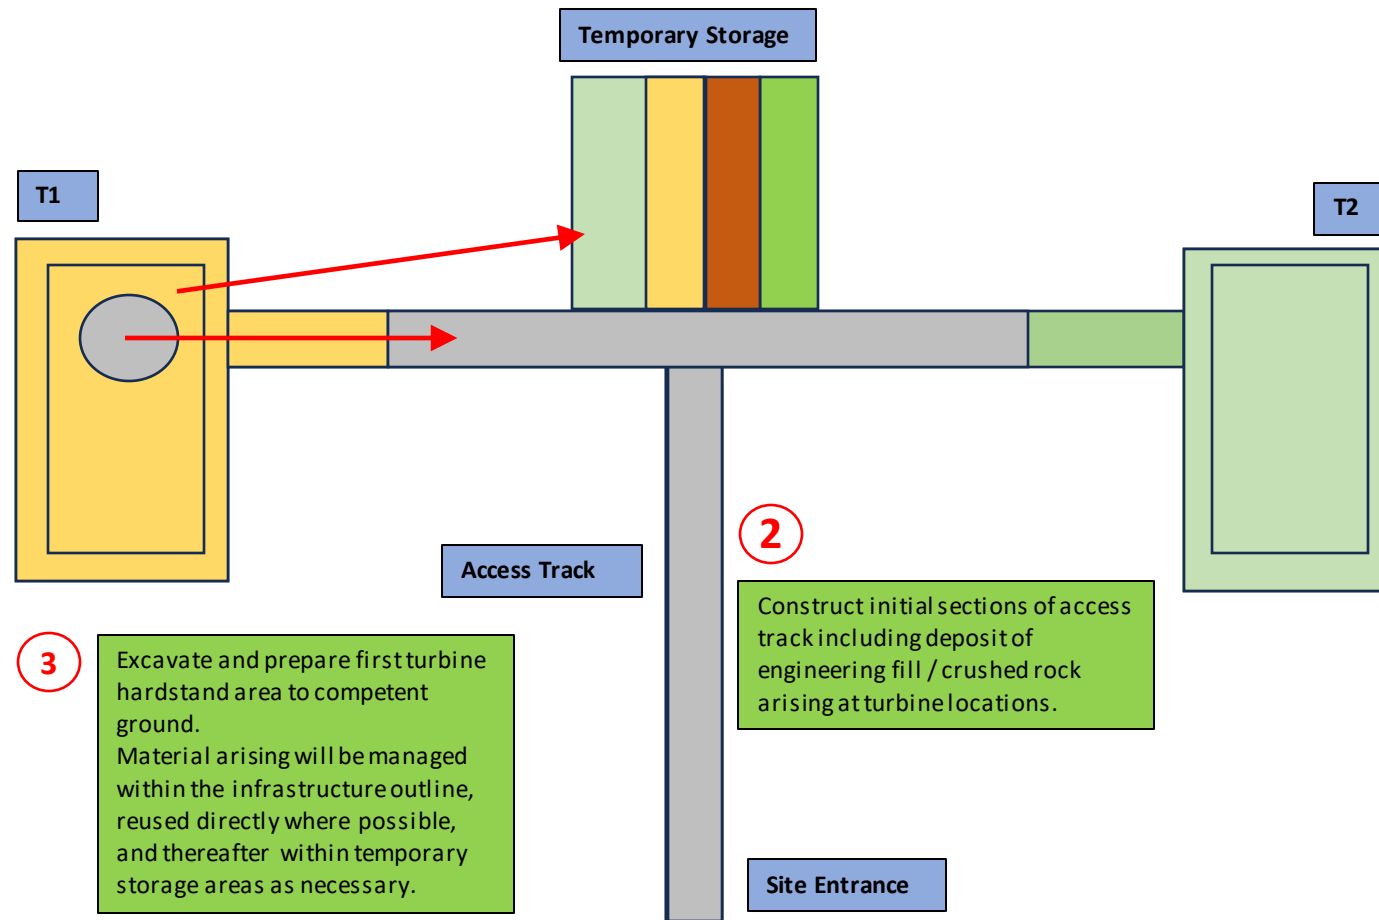 Temporary Storage
T1
T2
Access Track
2
Construct initial sections of access
track including deposit of
engineering fill / crushed rock
arising at turbine locations.
3
Excavate and prepare first turbine
hardstand area to competent
ground.
Material arising will be managed
within the infrastructure outline,
reused directly where possible,
and thereafter within temporary
storage areas as necessary.
Site Entrance